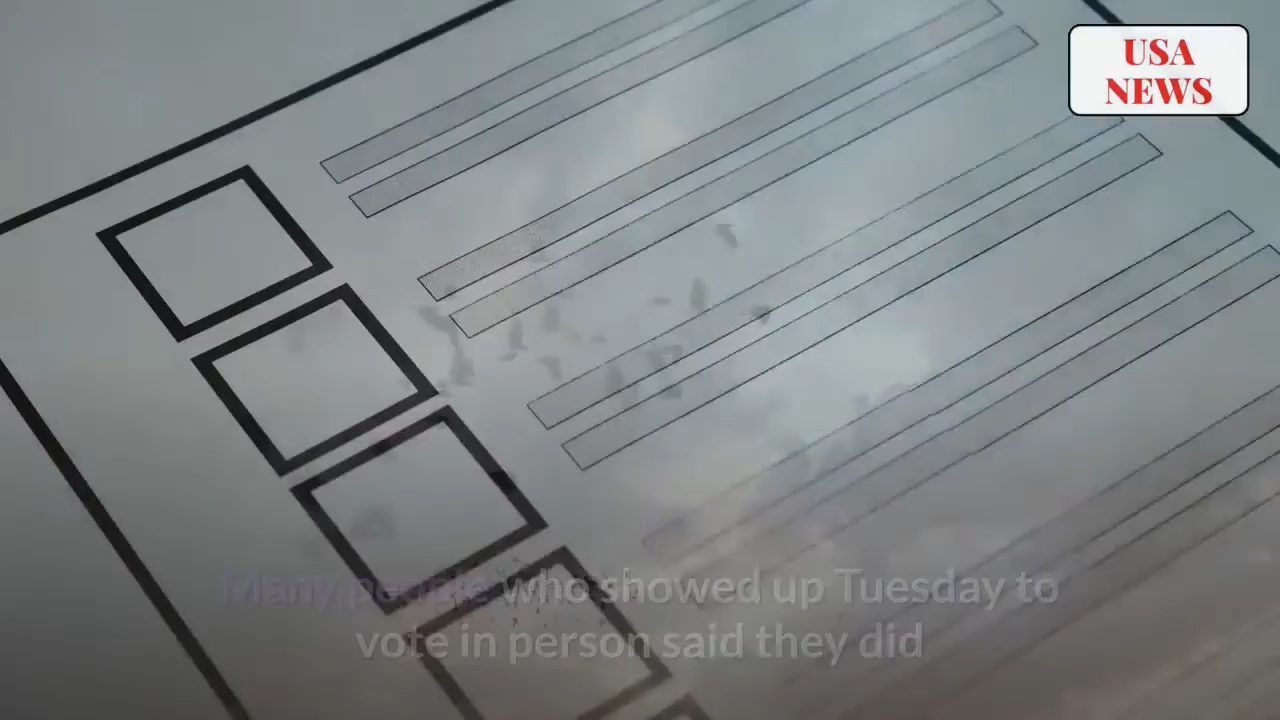 USA
NEWS
Many people who showed up Tuesday to
vote in person said they did